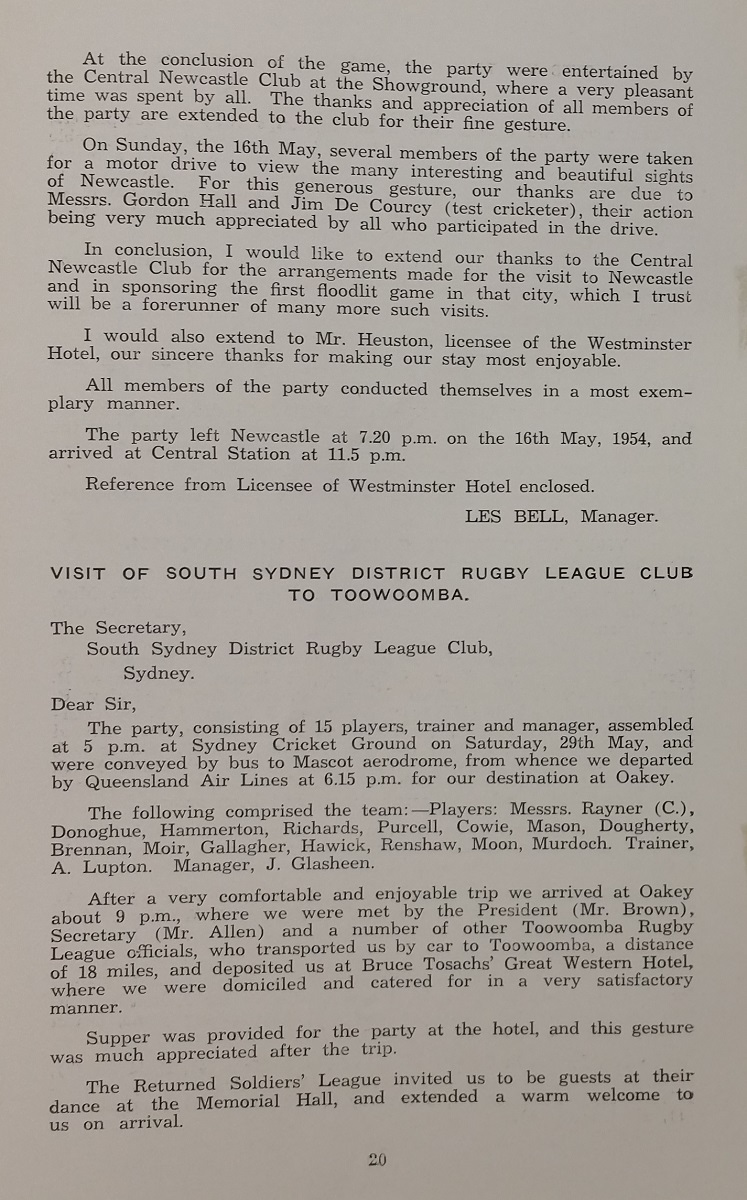 At the conclusion of the game, the party were entertained by
the Central Newcastle Club at the Showground, where a very pleasant
time was spent by all. The thanks and appreciation of all members of
the party are extended to the club for their fine gesture.
On Sunday, the 16th May, several members of the party were taken
for a motor drive to view the many interesting and beautiful sights
of Newcastle. For this generous gesture, our thanks are due to
Messrs. Gordon Hall and Jim De Courcy (test cricketer), their action
being very much appreciated by all who participated in the drive.
In conclusion, I would like to extend our thanks to the Central
Newcastle Club for the arrangements made for the visit to Newcastle
and in sponsoring the first floodlit game in that city, which I trust
will be a forerunner of many more such visits.
I would also extend to Mr. Heuston, licensee of the Westminster
Hotel, our sincere thanks for making our stay most enjoyable.
All members of the party conducted themselves in a most exem-
plary manner.
The party left Newcastle at 7.20 p.m. on the 16th May, 1954, and
arrived at Central Station at 11.5 p.m.
Reference from Licensee of Westminster Hotel enclosed.
LES BELL, Manager.
VISIT OF SOUTH SYDNEY DISTRICT RUGBY LEAGUE CLUB
TO TOOWOOMBA.
The Secretary,
South Sydney District Rugby League Club,
Sydney.
Dear Sir,
The party, consisting of 15 players, trainer and manager, assembled
at 5 p.m. at Sydney Cricket Ground on Saturday, 29th May, and
were conveyed by bus to Mascot aerodrome, from whence we departed
by Queensland Air Lines at 6.15 p.m. for our destination at Oakey.
The following comprised the team:—Players: Messrs. Rayner (C.),
Donoghue, Hammerton, Richards, Purcell, Cowie, Mason, Dougherty,
Brennan, Moir, Gallagher, Hawick, Renshaw, Moon, Murdoch. Trainer,
A. Lupton. Manager, J. Glasheen.
After a very comfortable and enjoyable trip we arrived at Oakey
about 9 p.m., where we were met by the President (Mr. Brown),
Secretary (Mr. Allen) and a number of other Toowoomba Rugby
League officials, who transported us by car to Toowoomba, a distance
of 18 miles, and deposited us at Bruce Tosachs' Great Western Hotel,
where we were domiciled and catered for in a very satisfactory
manner.
Supper was provided for the party at the hotel, and this gesture
was much appreciated after the trip.
The Returned Soldiers' League invited us to be guests at their
dance at the Memorial Hall, and extended a warm welcome to
us on arrival.
20